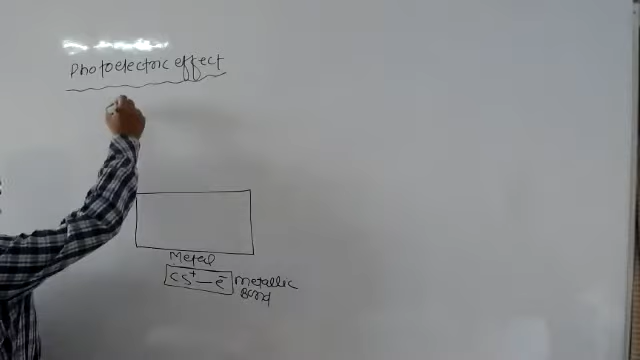 Photoelectric effect
Metal
Cs⁺ — e⁻ Metallic
Bond